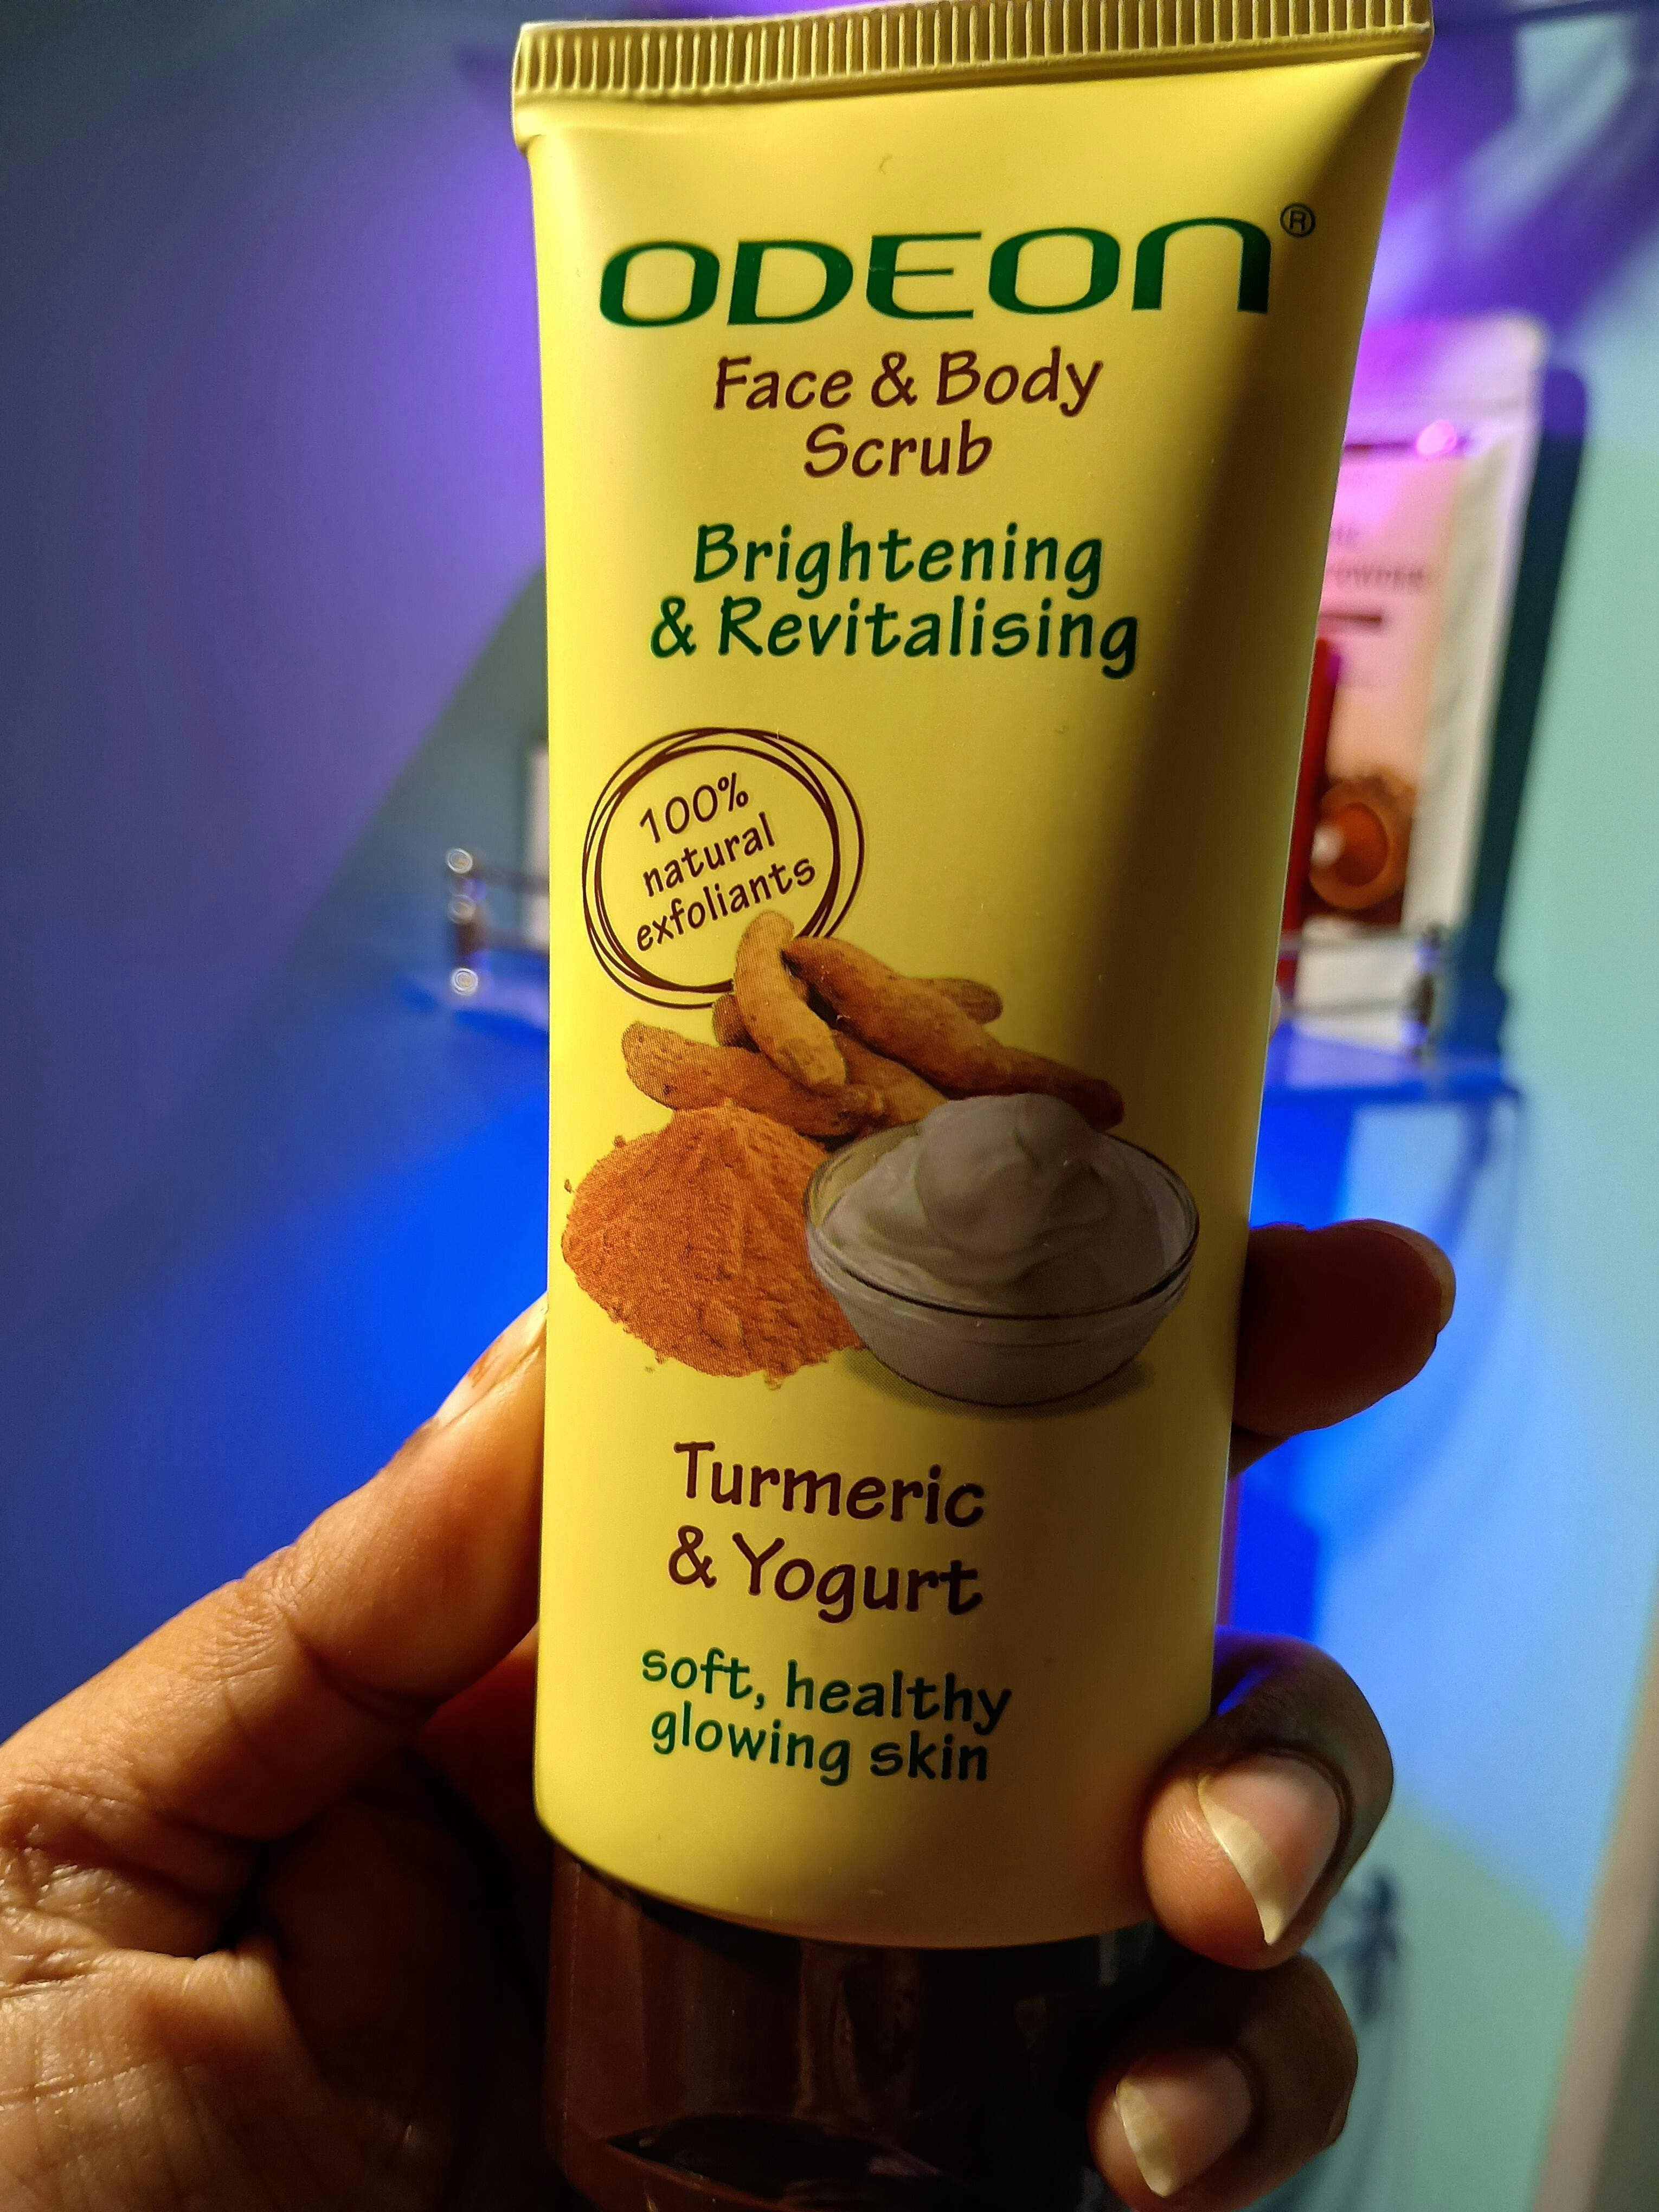 ODEON®
Face & Body
Scrub
Brightening
& Revitalising
100%
natural
exfoliants
Turmeric
& Yogurt
soft, healthy
glowing skin